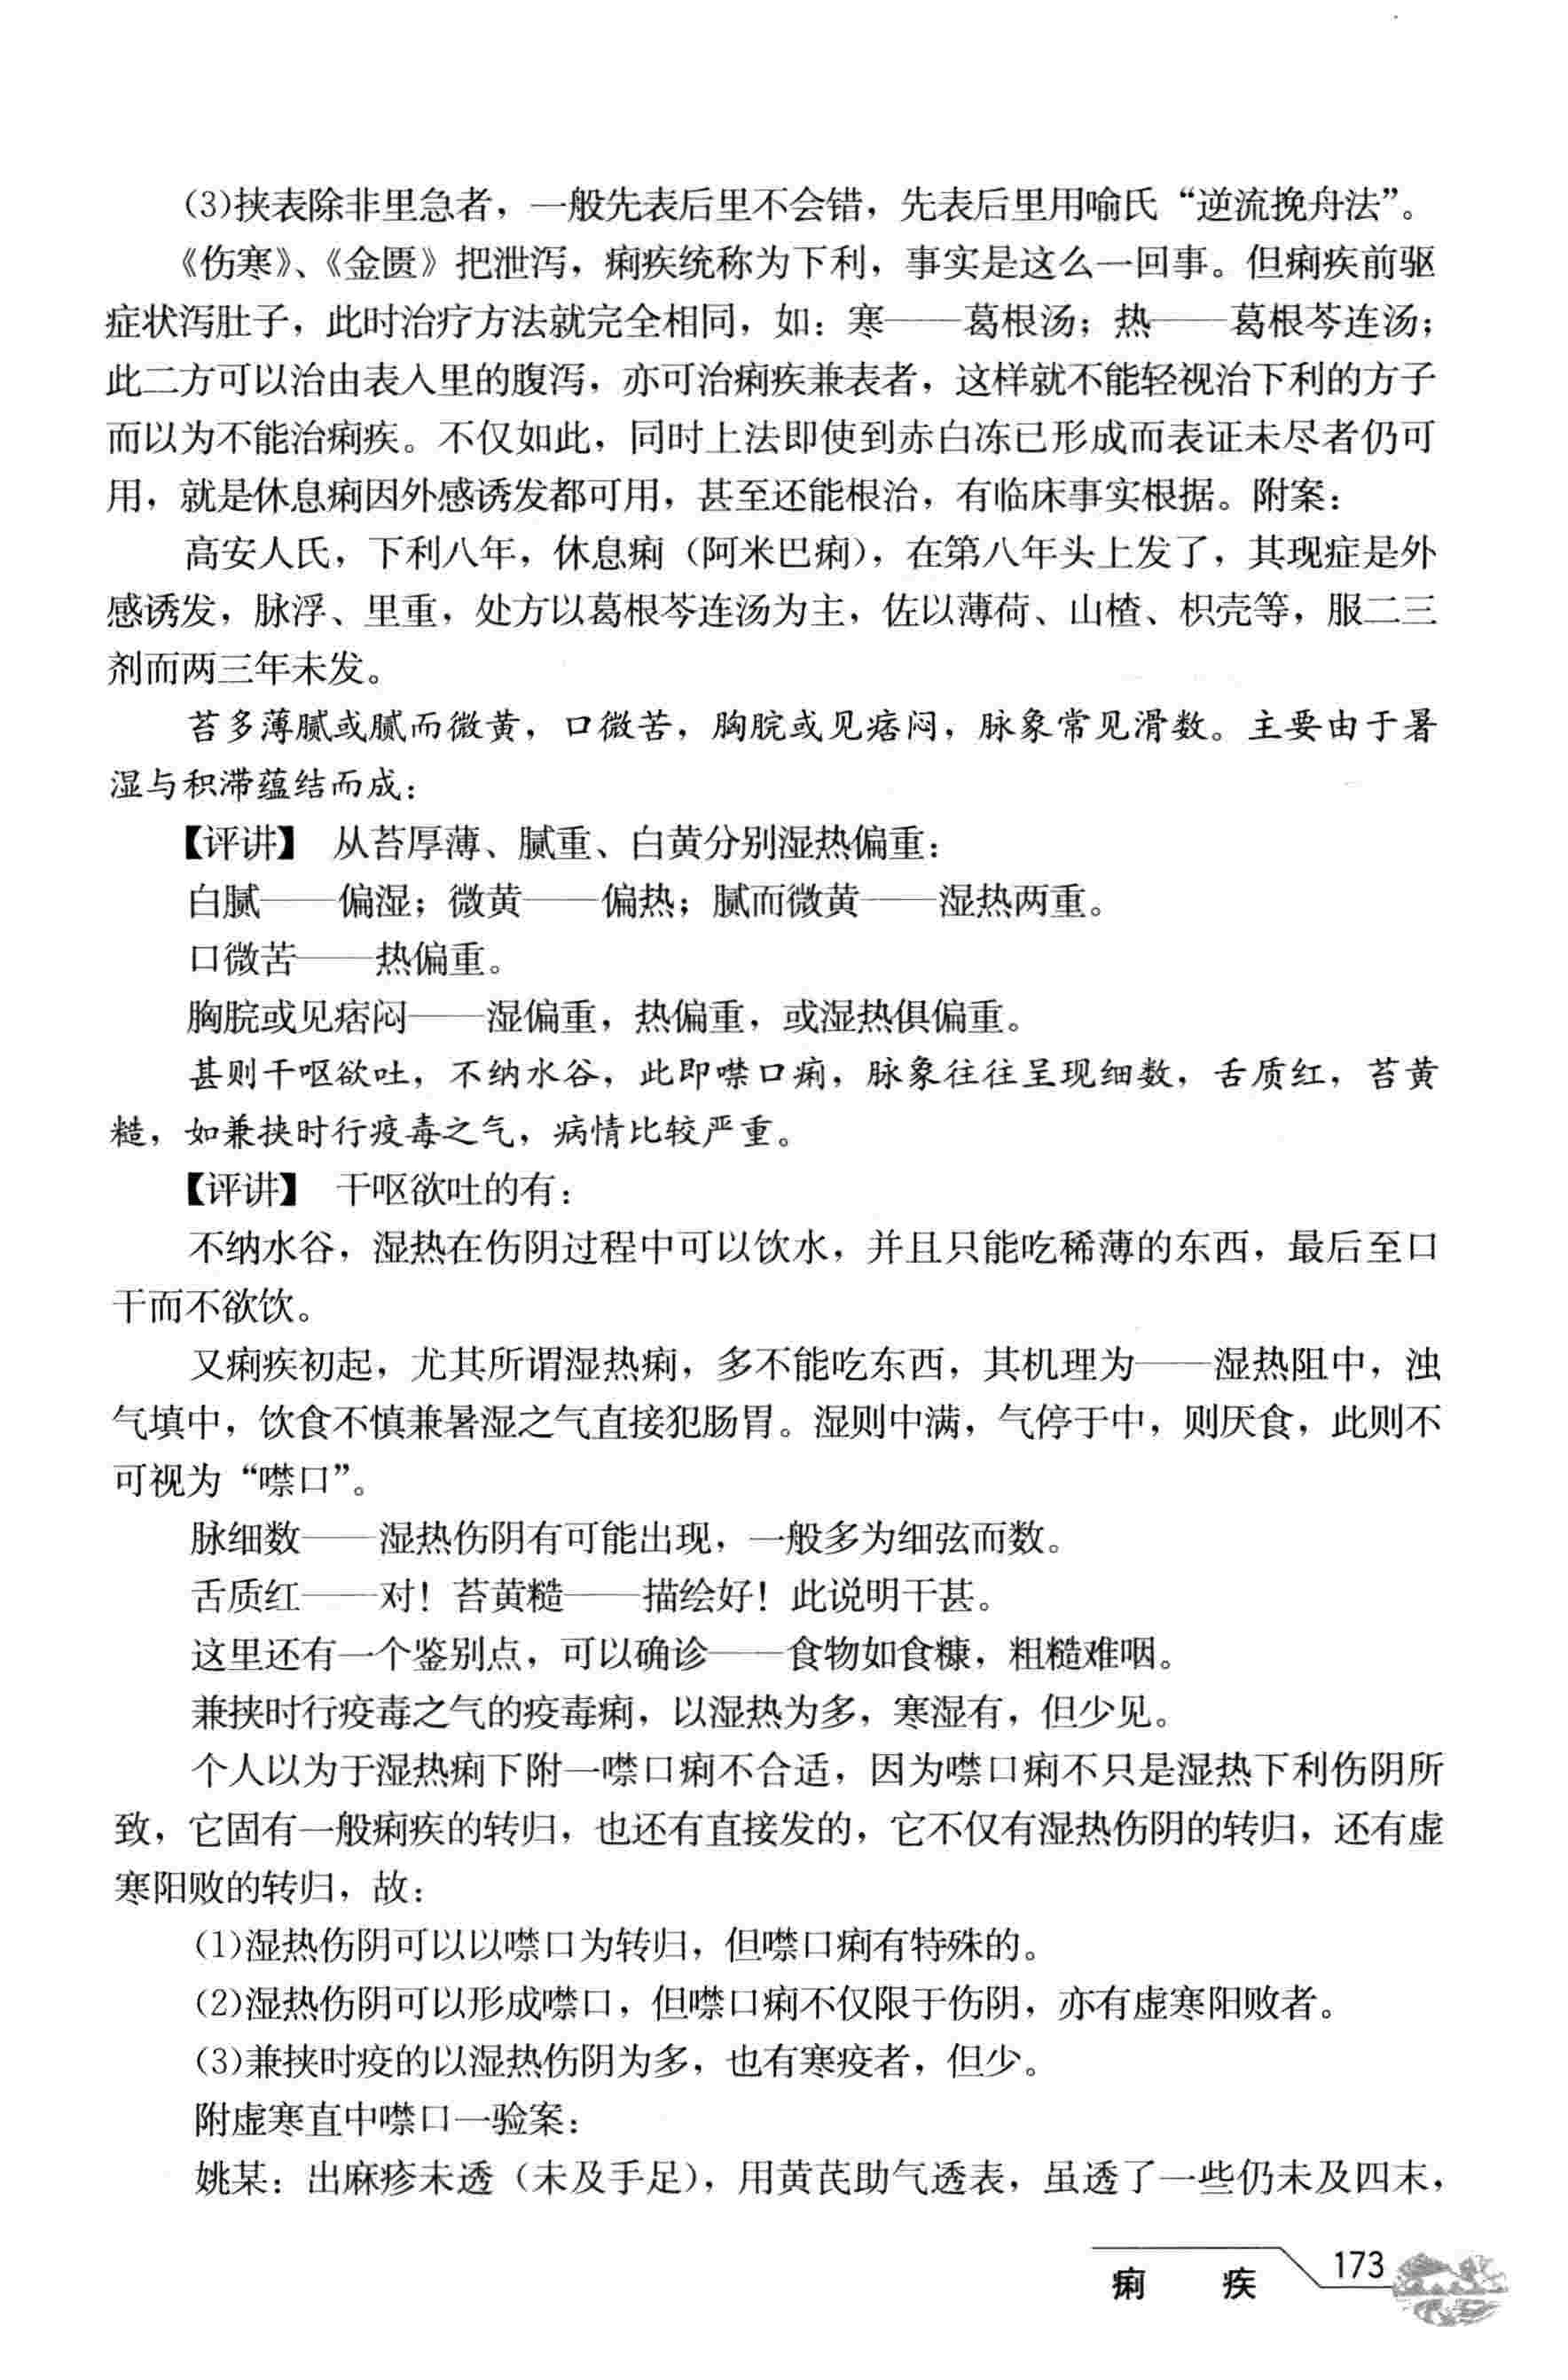 (3)挟表除非里急者，一般先表后里不会错，先表后里用喻氏“逆流挽舟法”。
《伤寒》、《金匮》把泄泻，痢疾统称为下利，事实是这么一回事。但痢疾前驱
症状泻肚子，此时治疗方法就完全相同，如：寒——葛根汤；热——葛根芩连汤；
此二方可以治由表入里的腹泻，亦可治痢疾兼表者，这样就不能轻视治下利的方子
而以为不能治痢疾。不仅如此，同时上法即使到赤白冻已形成而表证未尽者仍可
用，就是休息痢因外感诱发都可用，甚至还能根治，有临床事实根据。附案：
高安人氏，下利八年，休息痢（阿米巴痢），在第八年头上发了，其现症是外
感诱发，脉浮、里重，处方以葛根芩连汤为主，佐以薄荷、山楂、枳壳等，服二三
剂而两三年未发。
苔多薄腻或腻而微黄，口微苦，胸脘或见痞闷，脉象常见滑数。主要由于暑
湿与积滞蕴结而成：
【评讲】 从苔厚薄、腻重、白黄分别湿热偏重：
白腻——偏湿；微黄——偏热；腻而微黄——湿热两重。
口微苦——热偏重。
胸脘或见痞闷——湿偏重，热偏重，或湿热俱偏重。
甚则干呕欲吐，不纳水谷，此即噤口痢，脉象往往呈现细数，舌质红，苔黄
糙，如兼挟时行疫毒之气，病情比较严重。
【评讲】 干呕欲吐的有：
不纳水谷，湿热在伤阴过程中可以饮水，并且只能吃稀薄的东西，最后至口
干而不欲饮。
又痢疾初起，尤其所谓湿热痢，多不能吃东西，其机理为——湿热阻中，浊
气填中，饮食不慎兼暑湿之气直接犯肠胃。湿则中满，气停于中，则厌食，此则不
可视为“噤口”。
脉细数——湿热伤阴有可能出现，一般多为细弦而数。
舌质红——对！苔黄糙——描绘好！此说明干甚。
这里还有一个鉴别点，可以确诊——食物如食糠，粗糙难咽。
兼挟时行疫毒之气的疫毒痢，以湿热为多，寒湿有，但少见。
个人以为于湿热痢下附一噤口痢不合适，因为噤口痢不只是湿热下利伤阴所
致，它固有一般痢疾的转归，也还有直接发的，它不仅有湿热伤阴的转归，还有虚
寒阳败的转归，故：
(1)湿热伤阴可以以噤口为转归，但噤口痢有特殊的。
(2)湿热伤阴可以形成噤口，但噤口痢不仅限于伤阴，亦有虚寒阳败者。
(3)兼挟时疫的以湿热伤阴为多，也有寒疫者，但少。
附虚寒直中噤口一验案：
姚某：出麻疹未透（未及手足），用黄芪助气透表，虽透了一些仍未及四末，
痢 疾 173